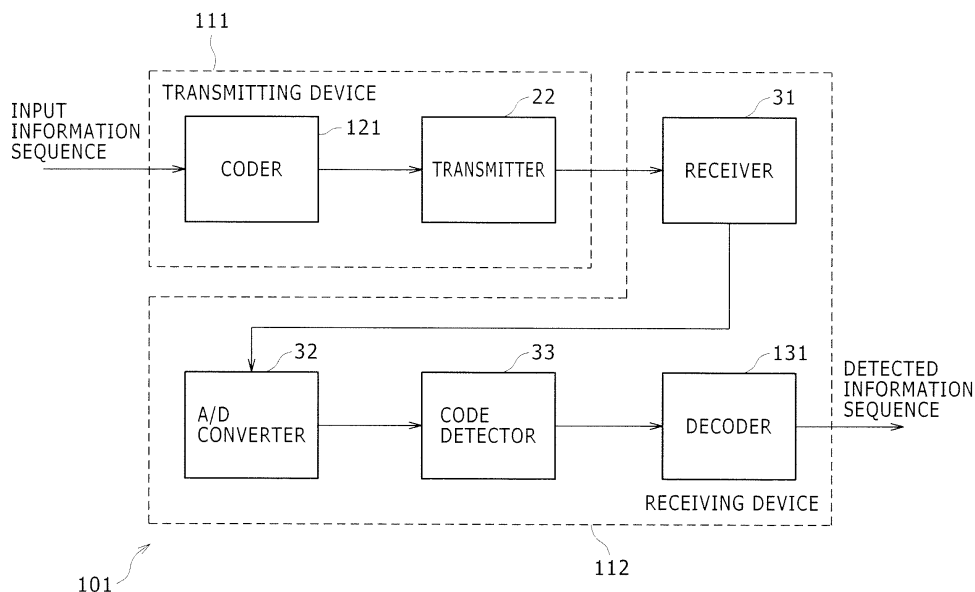 111
TRANSMITTING DEVICE
INPUT
INFORMATION
SEQUENCE
121
CODER
22
TRANSMITTER
31
RECEIVER
32
A/D
CONVERTER
33
CODE
DETECTOR
131
DECODER
DETECTED
INFORMATION
SEQUENCE
RECEIVING DEVICE
112
101